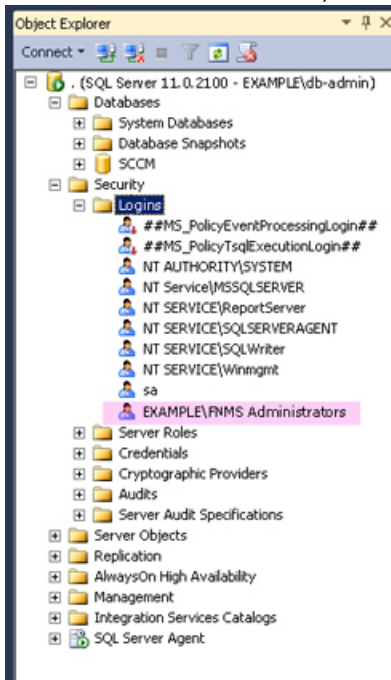 Object Explorer
Connect
. (SQL Server 11.0.2100 - EXAMPLE\db-admin)
Databases
System Databases
Database Snapshots
SCCM
Security
Logins
##MS_PolicyEventProcessingLogin##
##MS_PolicyTsqlExecutionLogin##
NT AUTHORITY\SYSTEM
NT Service\MSSQLSERVER
NT SERVICE\ReportServer
NT SERVICE\SQLSERVERAGENT
NT SERVICE\SQLWriter
NT SERVICE\Winmgmt
sa
EXAMPLE\FNMS Administrators
Server Roles
Credentials
Cryptographic Providers
Audits
Server Audit Specifications
Server Objects
Replication
AlwaysOn High Availability
Management
Integration Services Catalogs
SQL Server Agent